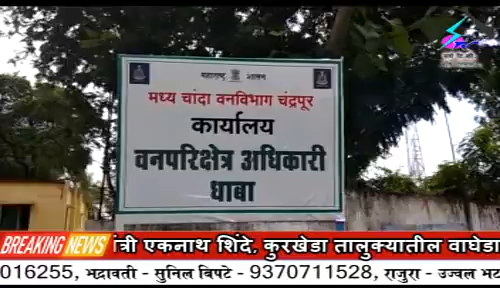 महाराष्ट्र शासन
मध्य चांदा वनविभाग चंद्रपूर
कार्यालय
वनपरिक्षेत्र अधिकारी
धाबा
BREAKING NEWS
एकनाथ शिंदे, कुरखेडा तालुक्यातील वाघेडा
016255, भद्रावती - सुनिल बिपटे - 9370711528, राजुरा - उज्वल भट